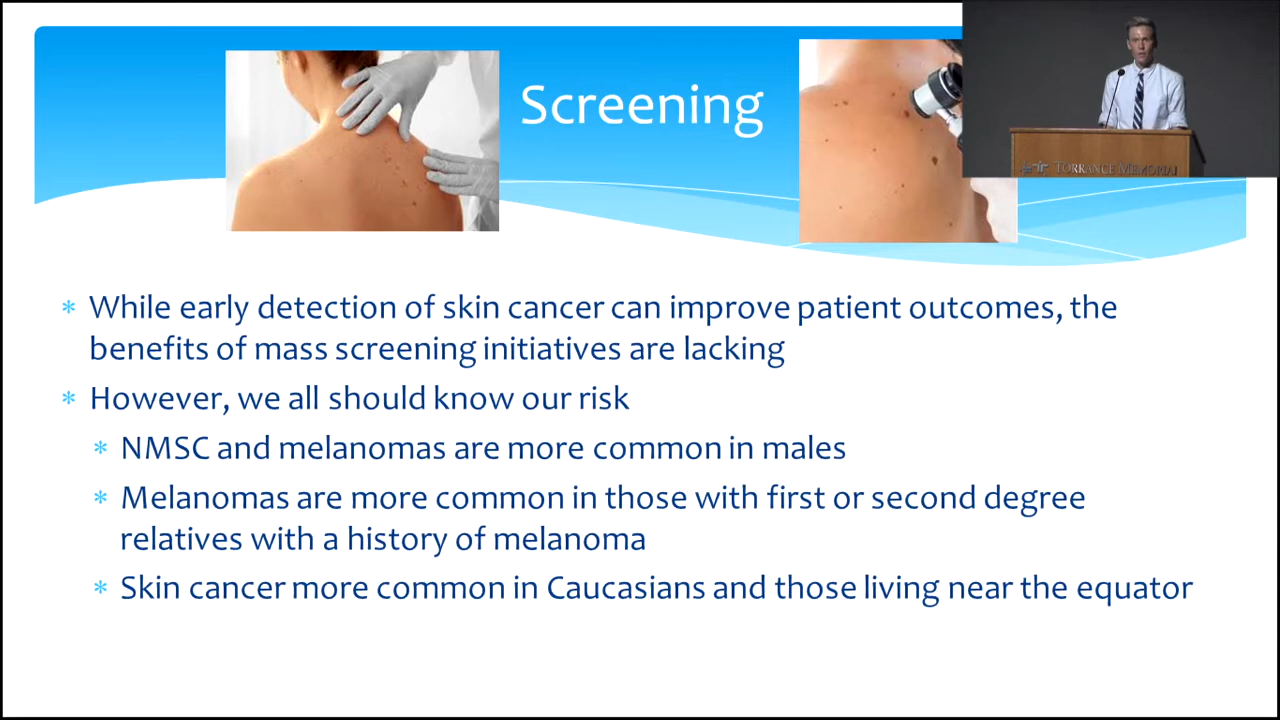 Screening
TORRANCE MEMORIAL
* While early detection of skin cancer can improve patient outcomes, the
benefits of mass screening initiatives are lacking
* However, we all should know our risk
* NMSC and melanomas are more common in males
* Melanomas are more common in those with first or second degree
relatives with a history of melanoma
* Skin cancer more common in Caucasians and those living near the equator